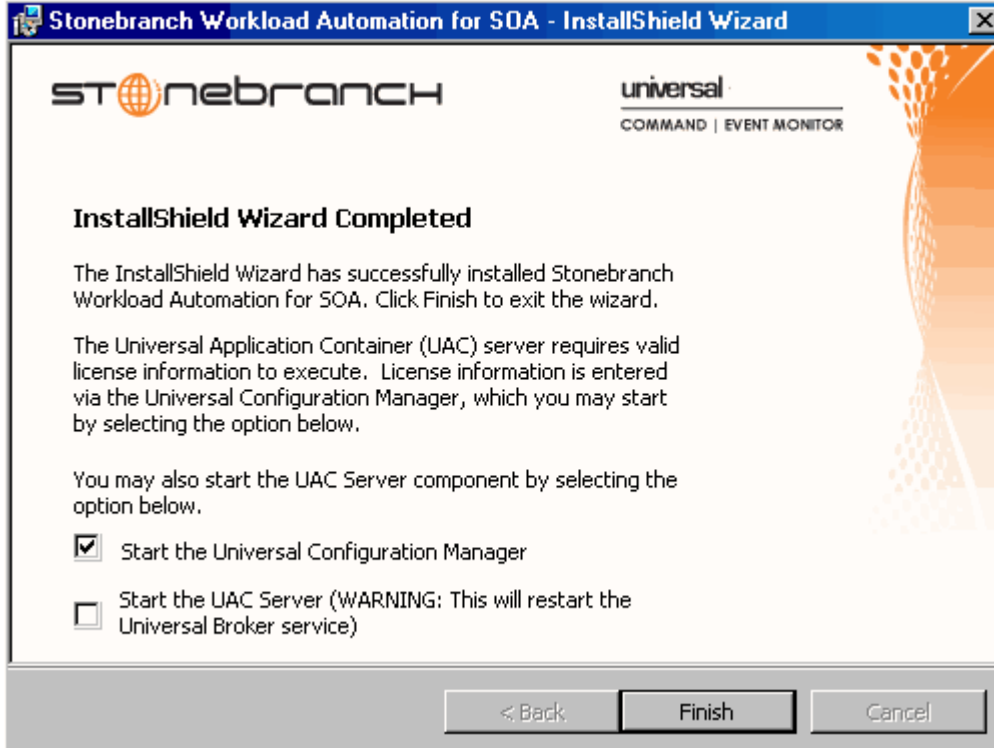 Stonebranch Workload Automation for SOA - InstallShield Wizard
STONEBRANCH
universal
COMMAND | EVENT MONITOR
InstallShield Wizard Completed
The InstallShield Wizard has successfully installed Stonebranch
Workload Automation for SOA. Click Finish to exit the wizard.
The Universal Application Container (UAC) server requires valid
license information to execute.  License information is entered
via the Universal Configuration Manager, which you may start
by selecting the option below.
You may also start the UAC Server component by selecting the
option below.
Start the Universal Configuration Manager
Start the UAC Server (WARNING: This will restart the
Universal Broker service)
< Back
Finish
Cancel